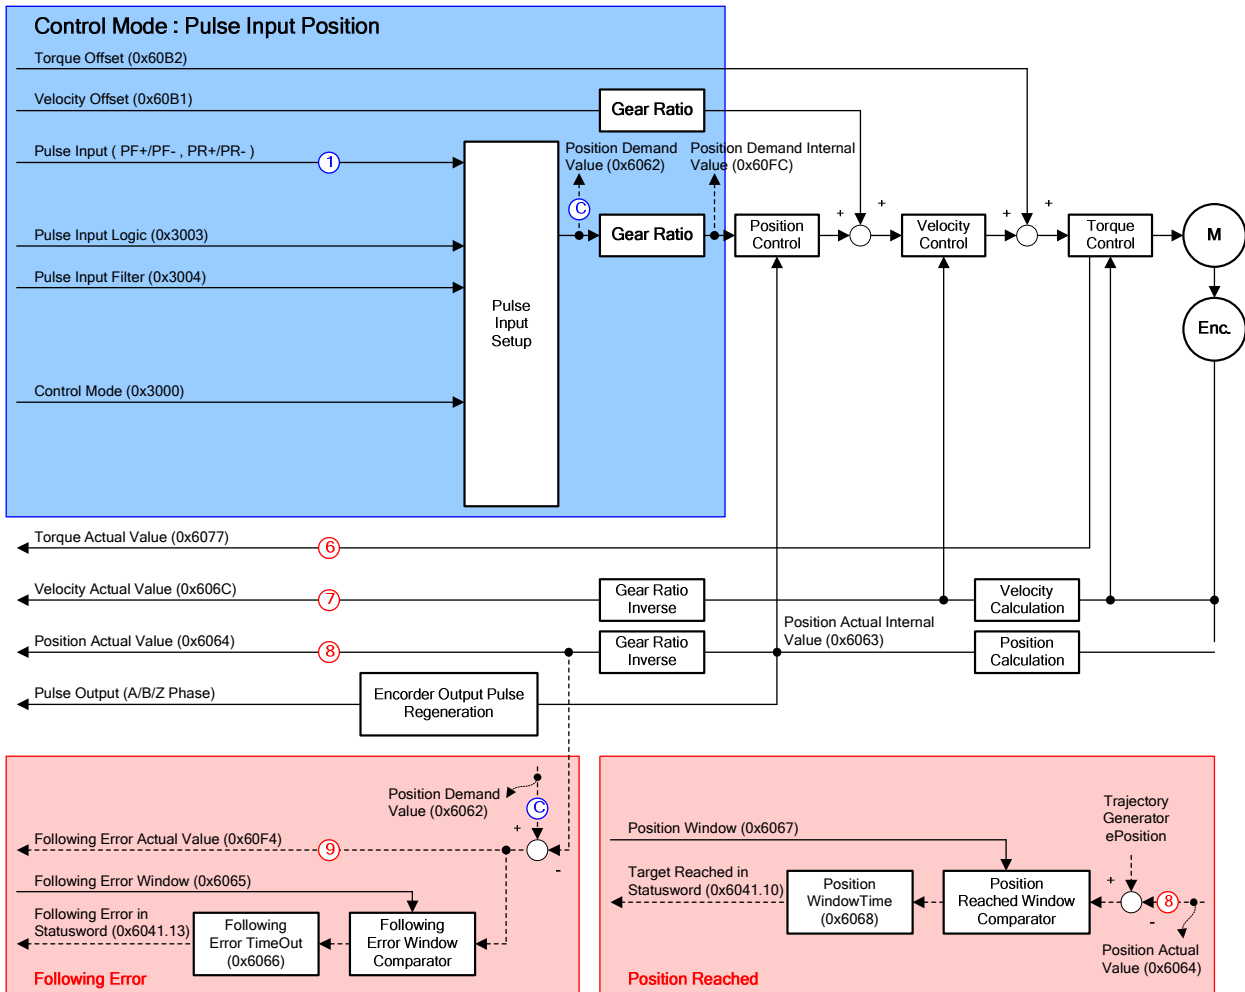 Control Mode : Pulse Input Position
Torque Offset (0x60B2)
Velocity Offset (0x60B1)
Gear Ratio
Pulse Input ( PF+/PF- , PR+/PR- )
1
Position Demand
Value (0x6062)
Position Demand Internal
Value (0x60FC)
C
+
+
+
+
Pulse Input Logic (0x3003)
Gear Ratio
Position
Control
Velocity
Control
Torque
Control
M
Pulse Input Filter (0x3004)
Pulse
Input
Setup
Enc.
Control Mode (0x3000)
Torque Actual Value (0x6077)
6
Velocity Actual Value (0x606C)
7
Gear Ratio
Inverse
Velocity
Calculation
Position Actual Value (0x6064)
8
Gear Ratio
Inverse
Position Actual Internal
Value (0x6063)
Position
Calculation
Pulse Output (A/B/Z Phase)
Encorder Output Pulse
Regeneration
Position Demand
Value (0x6062)
C
+
-
Following Error Actual Value (0x60F4)
9
Following Error Window (0x6065)
Following Error in
Statusword (0x6041.13)
Following
Error TimeOut
(0x6066)
Following
Error Window
Comparator
Following Error
Trajectory
Generator
ePosition
Position Window (0x6067)
Target Reached in
Statusword (0x6041.10)
Position
WindowTime
(0x6068)
Position
Reached Window
Comparator
+
8
-
Position Actual
Value (0x6064)
Position Reached